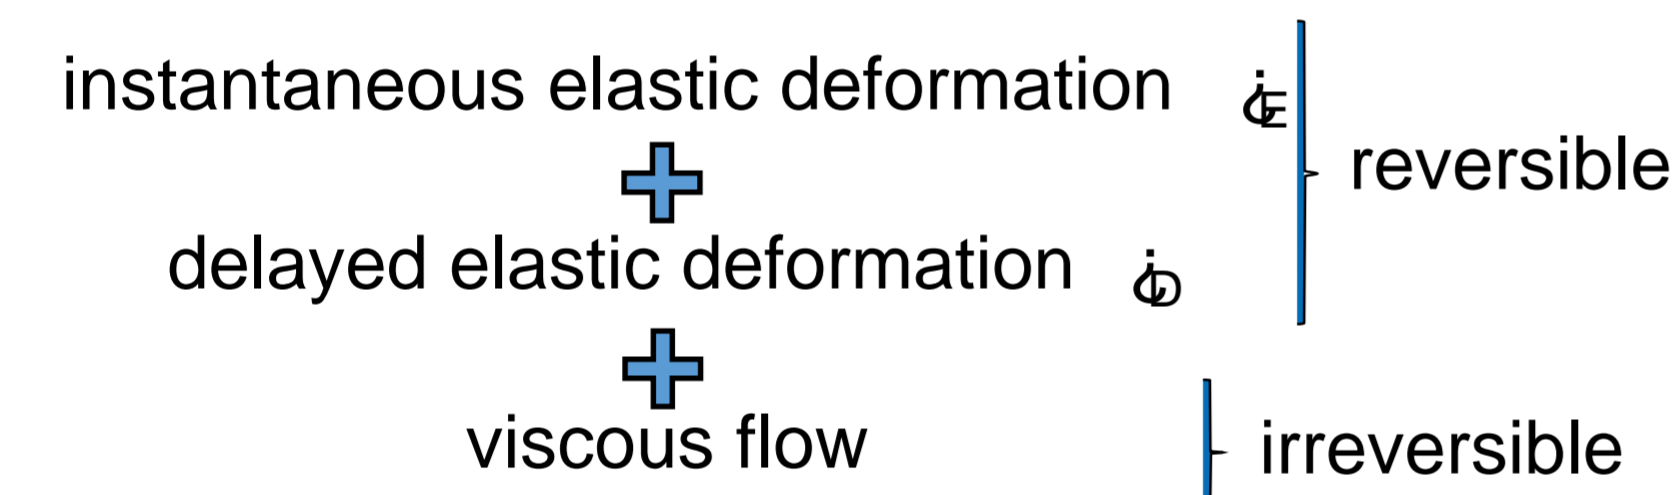 instantaneous elastic deformation ¿E
reversible
delayed elastic deformation ¿D
viscous flow
irreversible